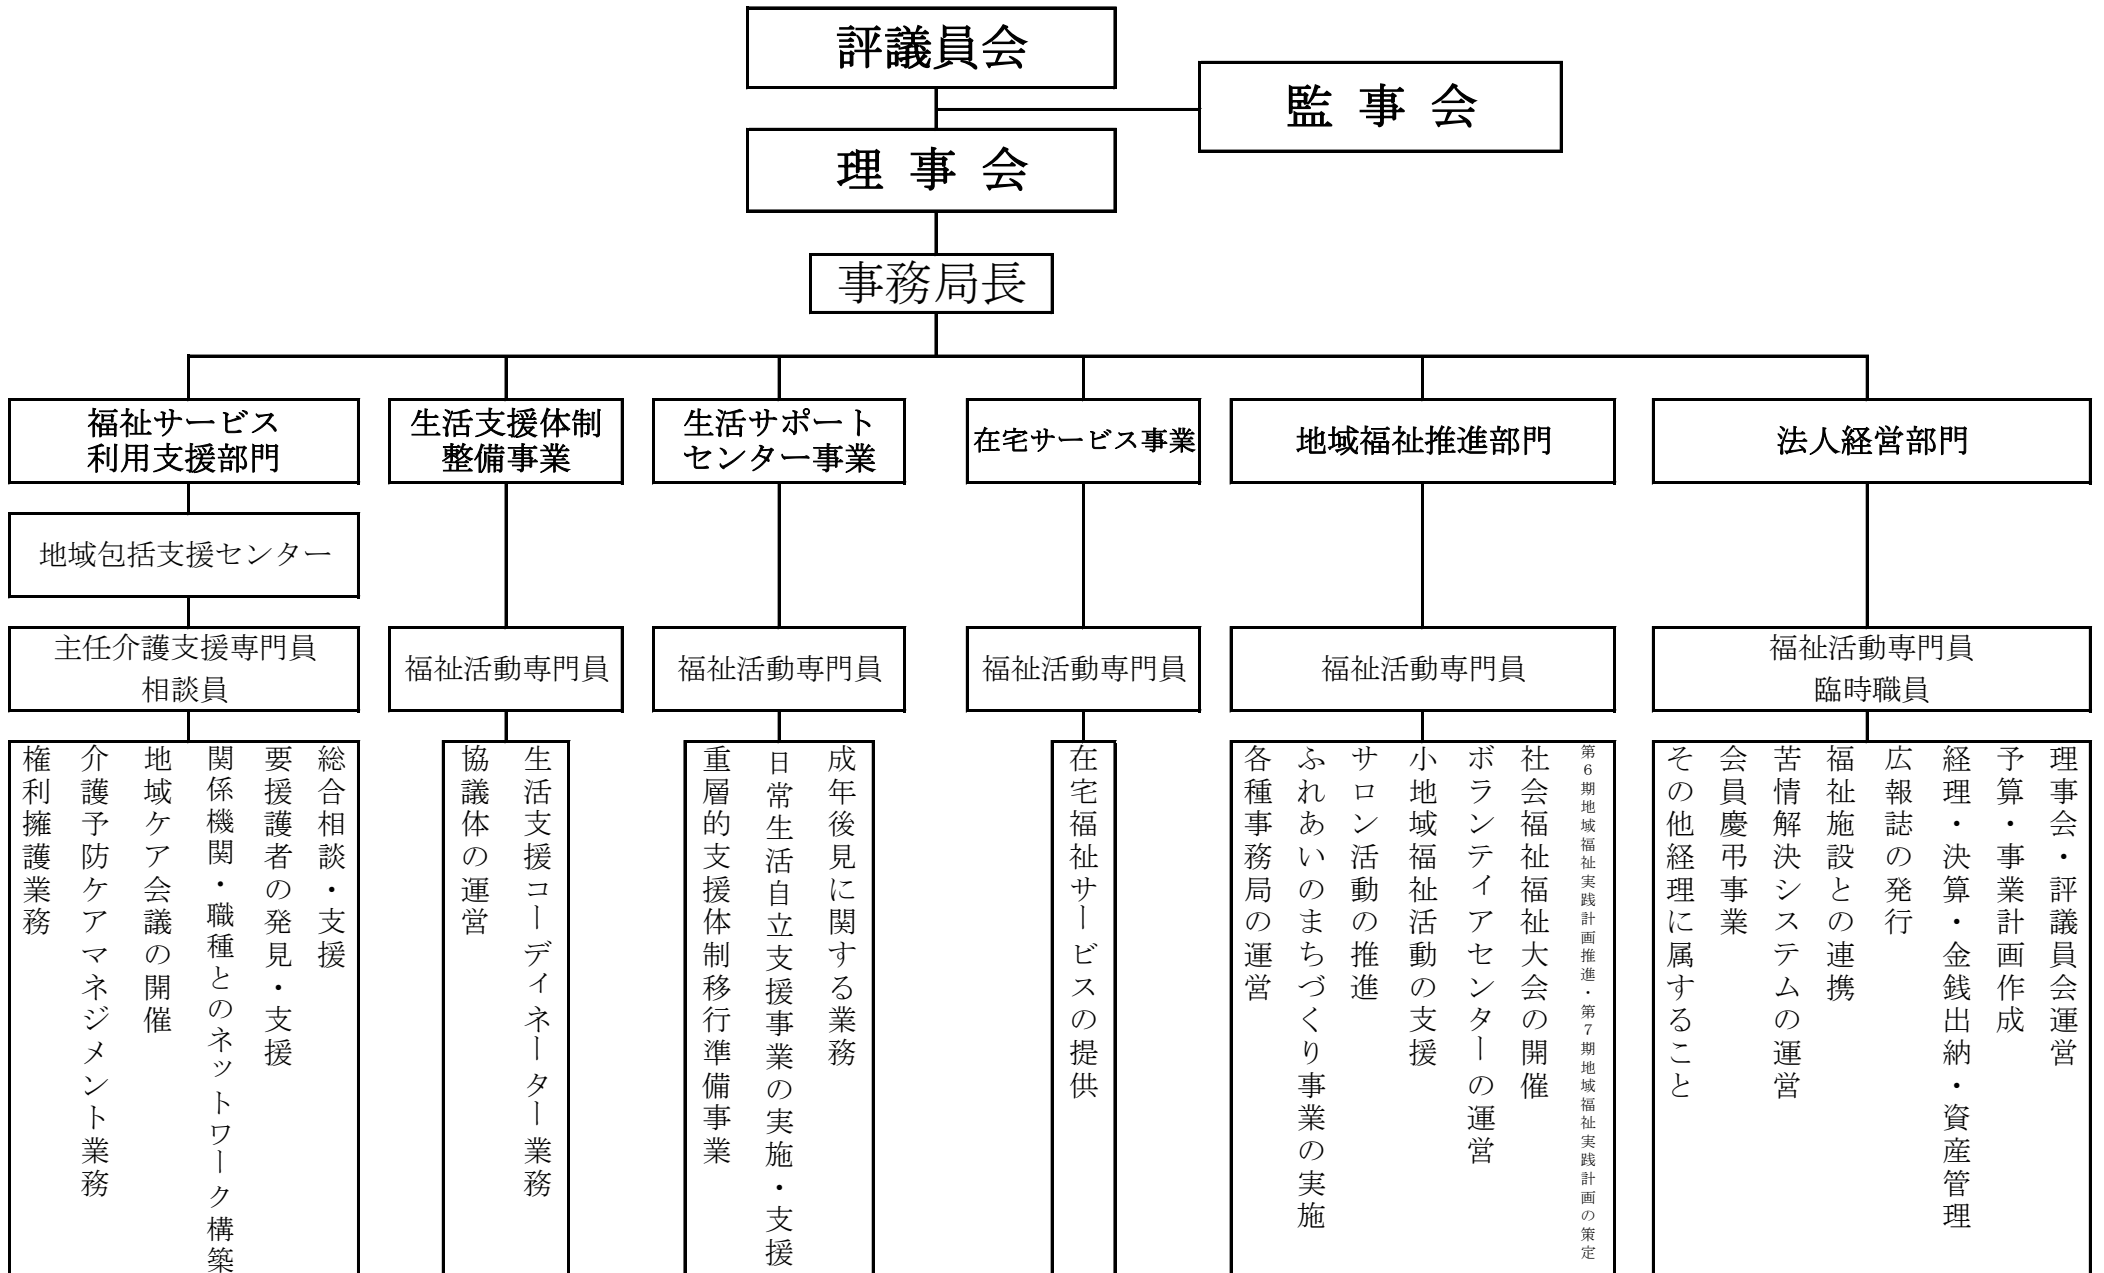 評議員会
監事会
理事会
事務局長
福祉サービス
利用支援部門
生活支援体制
整備事業
生活サポート
センター事業
在宅サービス事業
地域福祉推進部門
法人経営部門
地域包括支援センター
主任介護支援専門員
相談員
福祉活動専門員
福祉活動専門員
福祉活動専門員
福祉活動専門員
福祉活動専門員
臨時職員
理事会・評議員会運営
予算・事業計画作成
経理・決算・金銭出納・資産管理
広報誌の発行
福祉施設との連携
苦情解決システムの運営
会員慶弔事業
その他経理に属すること
第6期地域福祉実践計画推進・第7期地域福祉実践計画の策定
社会福祉福祉大会の開催
ボランティアセンターの運営
小地域福祉活動の支援
サロン活動の推進
ふれあいのまちづくり事業の実施
各種事務局の運営
在宅福祉サービスの提供
成年後見に関する業務
日常生活自立支援事業の実施・支援
重層的支援体制移行準備事業
生活支援コーディネーター業務
協議体の運営
総合相談・支援
要援護者の発見・支援
関係機関・職種とのネットワーク構築
地域ケア会議の開催
介護予防ケアマネジメント業務
権利擁護業務